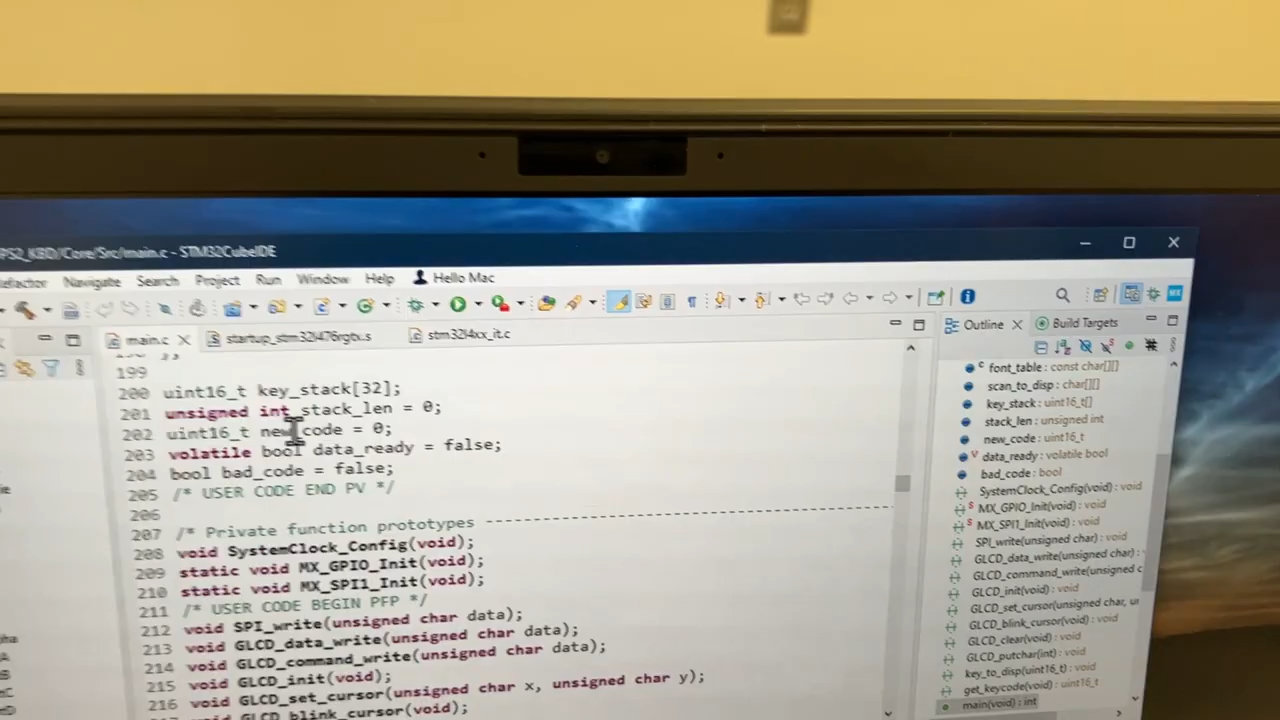 PS2_KBD/Core/Src/main.c - STM32CubeIDE
Refactor Navigate Search Project Run Window Help Hello Mac
main.c startup_stm32l476rgtx.s stm32l4xx_it.c
199
200 uint16_t key_stack[32];
201 unsigned int stack_len = 0;
202 uint16_t new_code = 0;
203 volatile bool data_ready = false;
204 bool bad_code = false;
205 /* USER CODE END PV */
206
207 /* Private function prototypes -----------------------------------------------
208 void SystemClock_Config(void);
209 static void MX_GPIO_Init(void);
210 static void MX_SPI1_Init(void);
211 /* USER CODE BEGIN PFP */
212 void SPI_write(unsigned char data);
213 void GLCD_data_write(unsigned char data);
214 void GLCD_command_write(unsigned char data);
215 void GLCD_init(void);
216 void GLCD_set_cursor(unsigned char x, unsigned char y);
void GLCD_blink_cursor(void);
Outline Build Targets
font_table : const char[][]
scan_to_disp : char[][]
key_stack : uint16_t[]
stack_len : unsigned int
new_code : uint16_t
data_ready : volatile bool
bad_code : bool
SystemClock_Config(void) : void
MX_GPIO_Init(void) : void
MX_SPI1_Init(void) : void
SPI_write(unsigned char) : void
GLCD_data_write(unsigned char) :
GLCD_command_write(unsigned c
GLCD_init(void) : void
GLCD_set_cursor(unsigned char, u
GLCD_blink_cursor(void) : void
GLCD_clear(void) : void
GLCD_putchar(int) : void
key_to_disp(uint16_t) : void
get_keycode(void) : uint16_t
main(void) : int